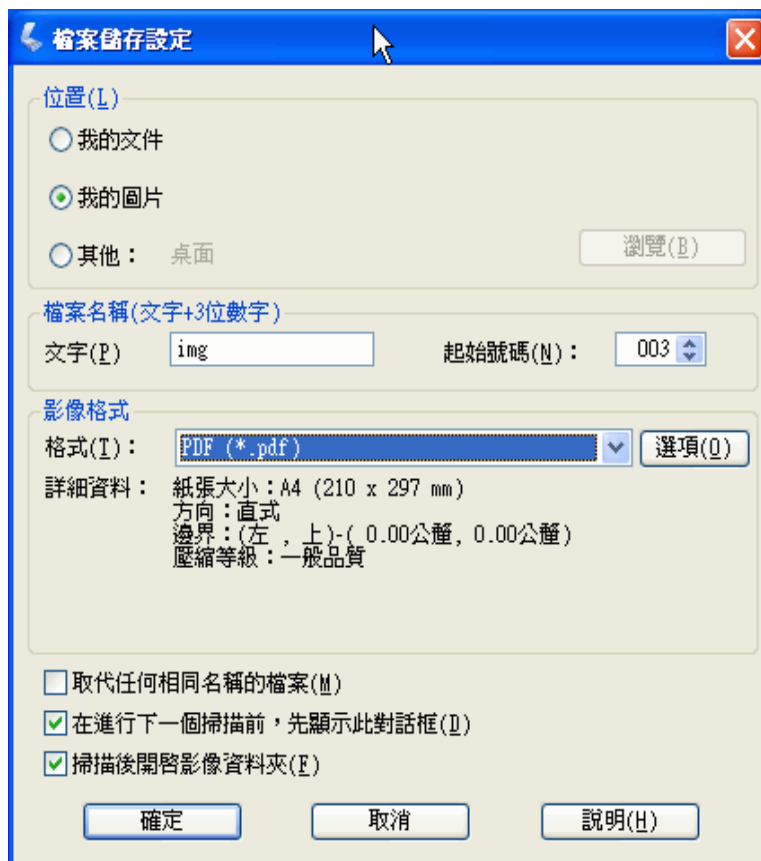 檔案儲存設定
位置(L)
我的文件
我的圖片
其他： 桌面 瀏覽(B)
檔案名稱(文字+3位數字)
文字(P) img 起始號碼(N)： 003
影像格式
格式(T)： PDF (*.pdf) 選項(O)
詳細資料： 紙張大小：A4 (210 x 297 mm)
方向：直式
邊界：(左 , 上)-( 0.00公釐, 0.00公釐)
壓縮等級：一般品質
取代任何相同名稱的檔案(M)
在進行下一個掃描前，先顯示此對話框(D)
掃描後開啓影像資料夾(F)
確定 取消 說明(H)